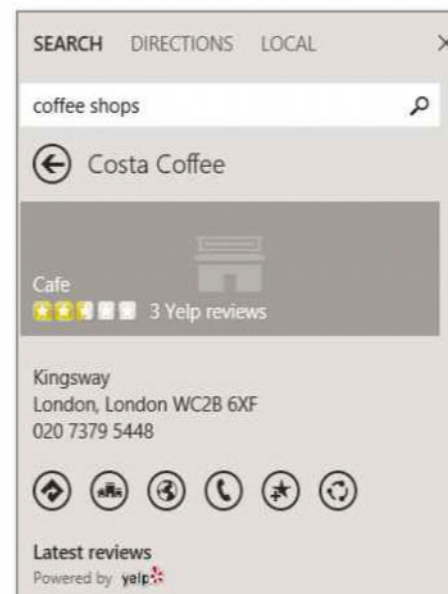 SEARCH DIRECTIONS LOCAL
coffee shops
Costa Coffee
Cafe
3 Yelp reviews
Kingsway
London, London WC2B 6XF
020 7379 5448
Latest reviews
Powered by yelp